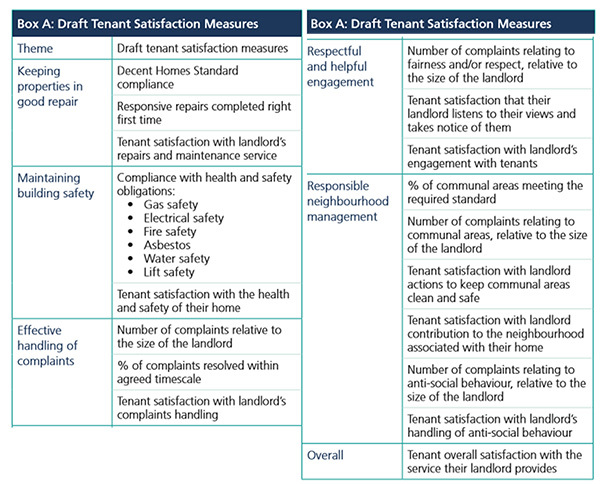 Box A: Draft Tenant Satisfaction Measures
Theme
Draft tenant satisfaction measures
Keeping
properties in
good repair
Decent Homes Standard
compliance
Responsive repairs completed right
first time
Tenant satisfaction with landlord's
repairs and maintenance service
Maintaining
building safety
Compliance with health and safety
obligations:
• Gas safety
• Electrical safety
• Fire safety
• Asbestos
• Water safety
• Lift safety
Tenant satisfaction with the health
and safety of their home
Effective
handling of
complaints
Number of complaints relative to
the size of the landlord
% of complaints resolved within
agreed timescale
Tenant satisfaction with landlord's
complaints handling
Box A: Draft Tenant Satisfaction Measures
Respectful
and helpful
engagement
Number of complaints relating to
fairness and/or respect, relative to
the size of the landlord
Tenant satisfaction that their
landlord listens to their views and
takes notice of them
Tenant satisfaction with landlord's
engagement with tenants
Responsible
neighbourhood
management
% of communal areas meeting the
required standard
Number of complaints relating to
communal areas, relative to the size
of the landlord
Tenant satisfaction with landlord
actions to keep communal areas
clean and safe
Tenant satisfaction with landlord
contribution to the neighbourhood
associated with their home
Number of complaints relating to
anti-social behaviour, relative to the
size of the landlord
Tenant satisfaction with landlord's
handling of anti-social behaviour
Overall
Tenant overall satisfaction with the
service their landlord provides